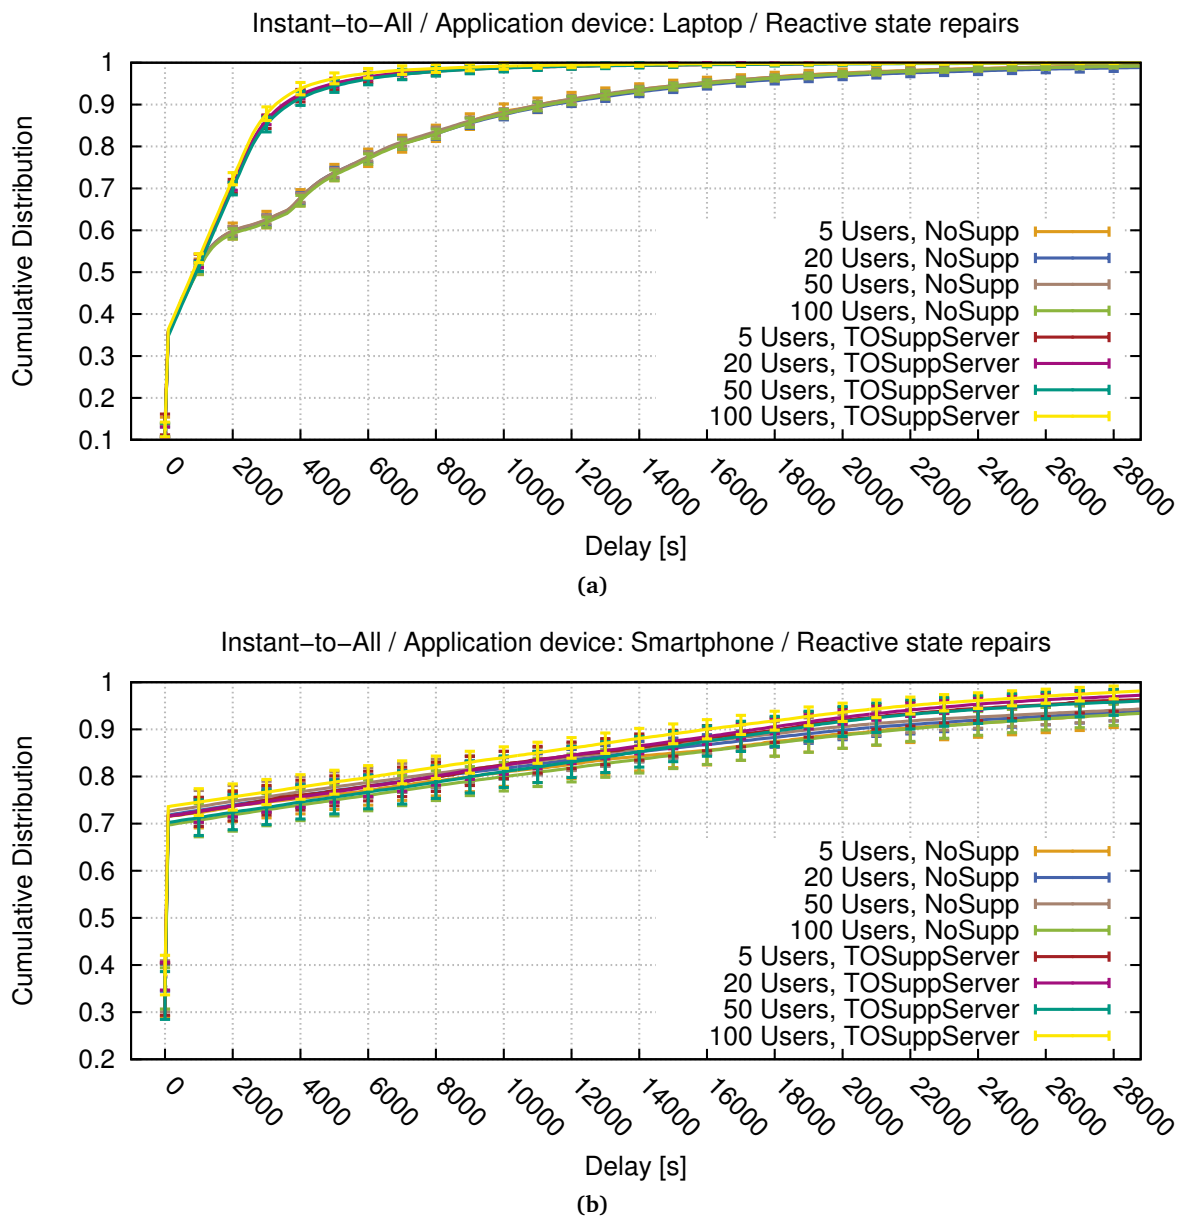 Instant−to−All / Application device: Laptop / Reactive state repairs
Cumulative Distribution
1
0.9
0.8
0.7
0.6
0.5
0.4
0.3
0.2
0.1
5 Users, NoSupp
20 Users, NoSupp
50 Users, NoSupp
100 Users, NoSupp
5 Users, TOSuppServer
20 Users, TOSuppServer
50 Users, TOSuppServer
100 Users, TOSuppServer
0 2000 4000 6000 8000 10000 12000 14000 16000 18000 20000 22000 24000 26000 28000
Delay [s]
(a)
Instant−to−All / Application device: Smartphone / Reactive state repairs
Cumulative Distribution
1
0.9
0.8
0.7
0.6
0.5
0.4
0.3
0.2
5 Users, NoSupp
20 Users, NoSupp
50 Users, NoSupp
100 Users, NoSupp
5 Users, TOSuppServer
20 Users, TOSuppServer
50 Users, TOSuppServer
100 Users, TOSuppServer
0 2000 4000 6000 8000 10000 12000 14000 16000 18000 20000 22000 24000 26000 28000
Delay [s]
(b)